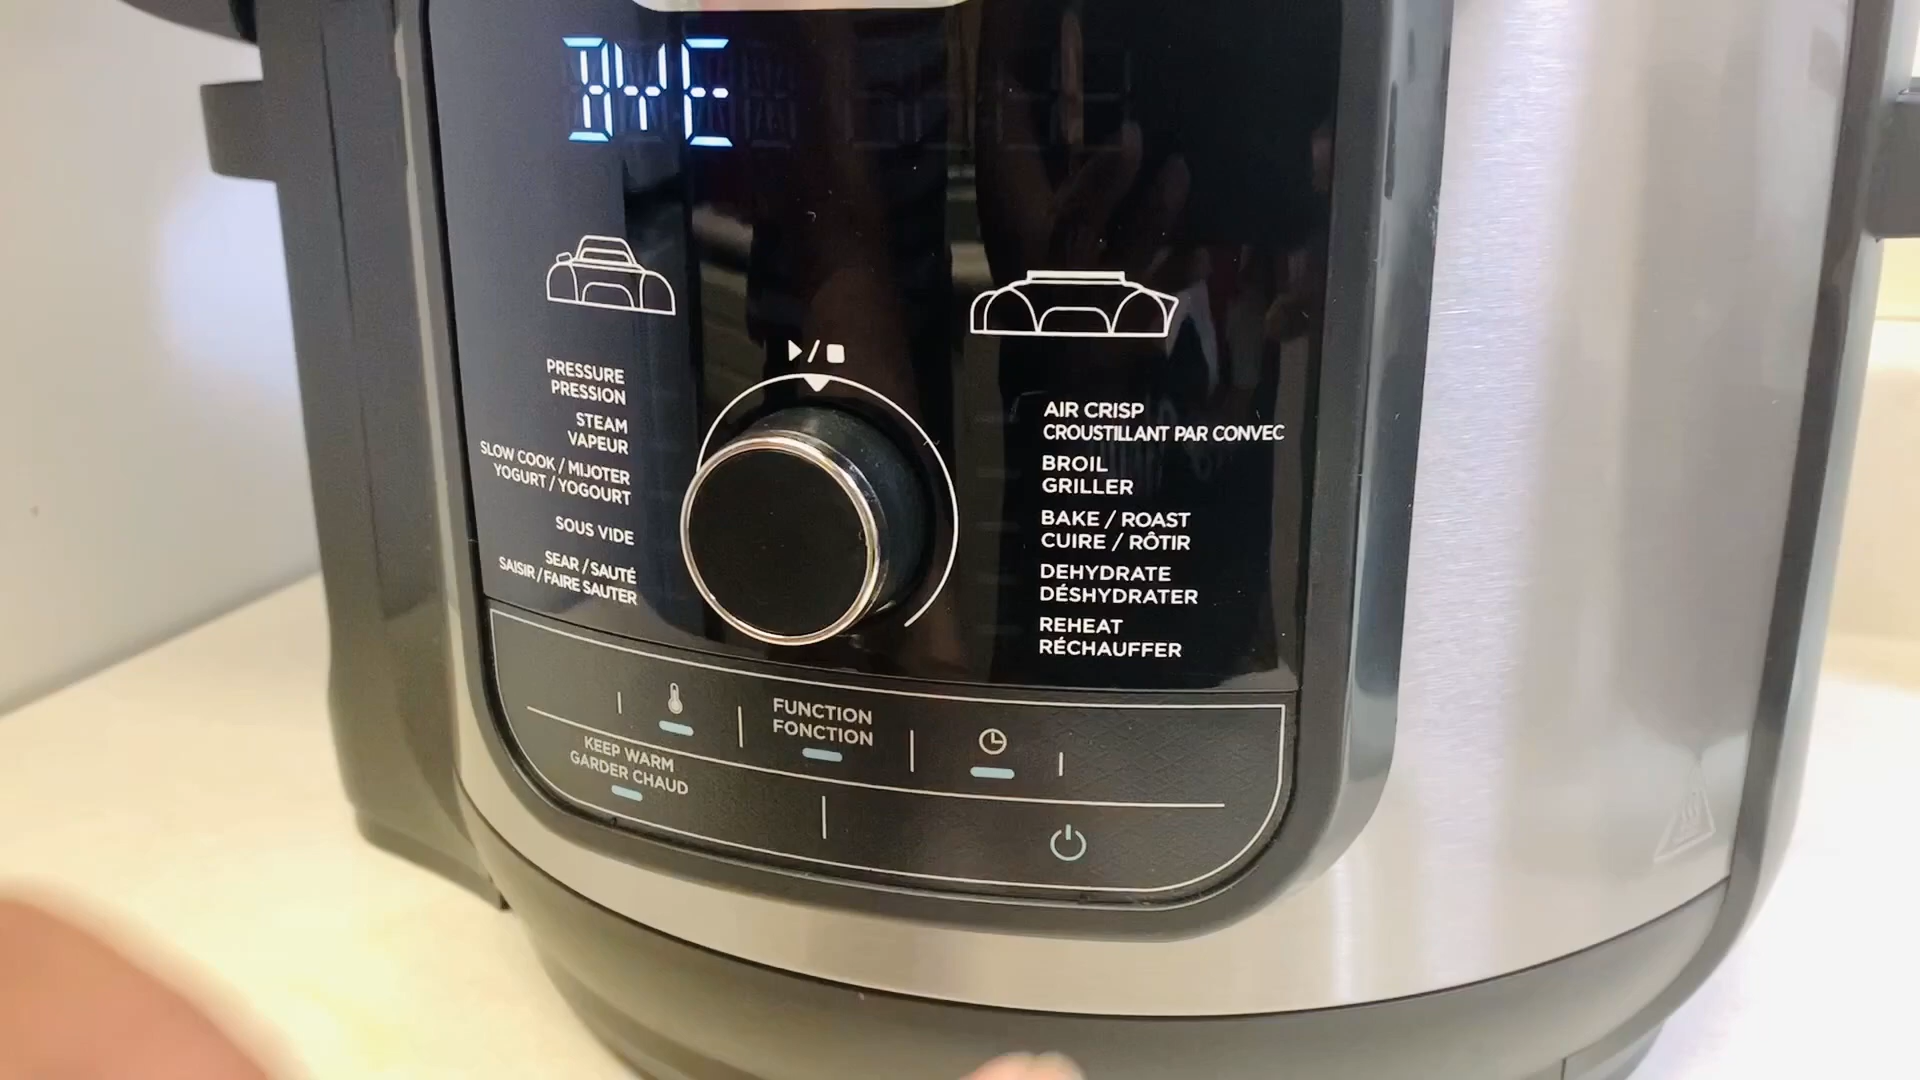 BYE
PRESSURE
PRESSION
STEAM
VAPEUR
SLOW COOK / MIJOTER
YOGURT / YOGOURT
SOUS VIDE
SEAR / SAUTÉ
SAISIR / FAIRE SAUTER
AIR CRISP
CROUSTILLANT PAR CONVEC
BROIL
GRILLER
BAKE / ROAST
CUIRE / RÔTIR
DEHYDRATE
DÉSHYDRATER
REHEAT
RÉCHAUFFER
FUNCTION
FONCTION
KEEP WARM
GARDER CHAUD